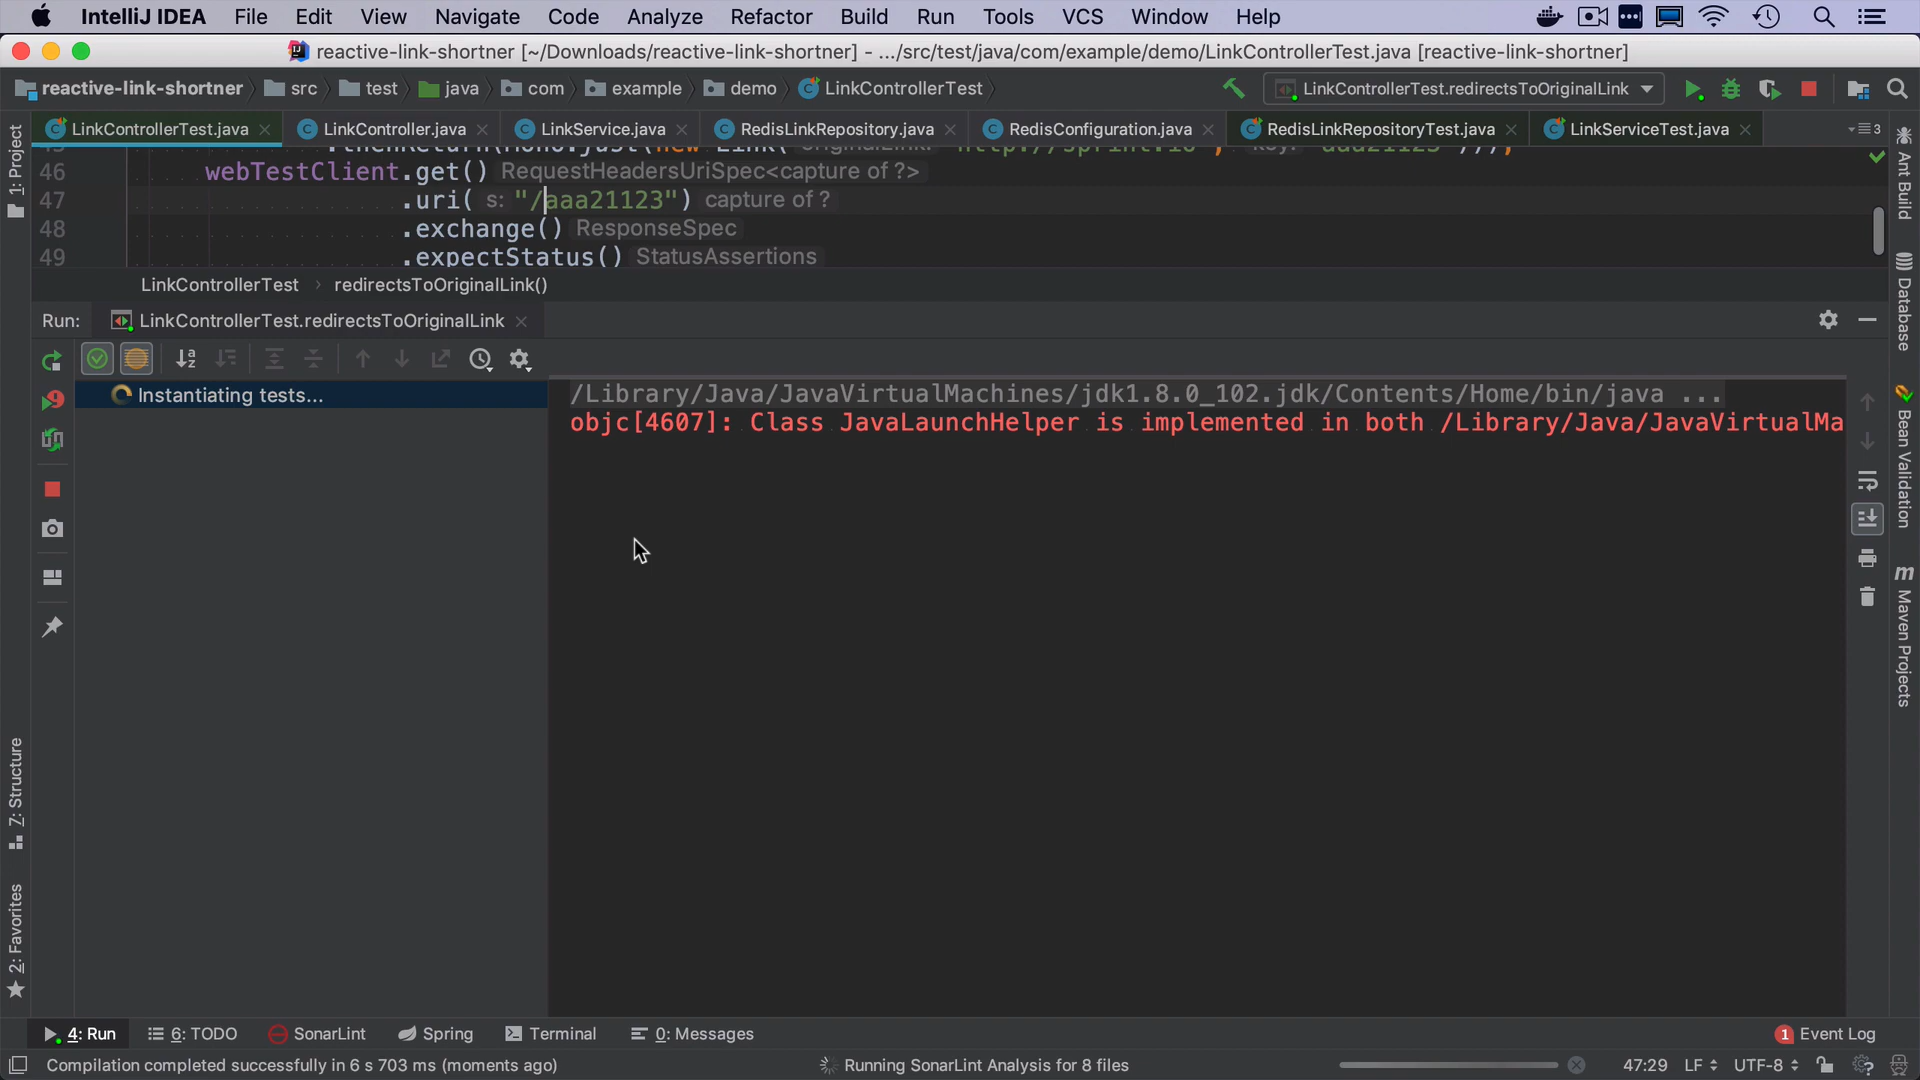 IntelliJ IDEA File Edit View Navigate Code Analyze Refactor Build Run Tools VCS Window Help
reactive-link-shortner [~/Downloads/reactive-link-shortner] - .../src/test/java/com/example/demo/LinkControllerTest.java [reactive-link-shortner]
reactive-link-shortner src test java com example demo LinkControllerTest LinkControllerTest.redirectsToOriginalLink
LinkControllerTest.java LinkController.java LinkService.java RedisLinkRepository.java RedisConfiguration.java RedisLinkRepositoryTest.java LinkServiceTest.java 3
46 webTestClient.get() RequestHeadersUriSpec<capture of ?>
47 .uri( s: "/aaa21123") capture of ?
48 .exchange() ResponseSpec
49 .expectStatus() StatusAssertions
LinkControllerTest redirectsToOriginalLink()
Run: LinkControllerTest.redirectsToOriginalLink
Instantiating tests...
/Library/Java/JavaVirtualMachines/jdk1.8.0_102.jdk/Contents/Home/bin/java ...
objc[4607]: Class JavaLaunchHelper is implemented in both /Library/Java/JavaVirtualMa
1: Project
Z: Structure
2: Favorites
Ant Build
Database
Bean Validation
m Maven Projects
4: Run 6: TODO SonarLint Spring Terminal 0: Messages 1 Event Log
Compilation completed successfully in 6 s 703 ms (moments ago) Running SonarLint Analysis for 8 files 47:29 LF UTF-8